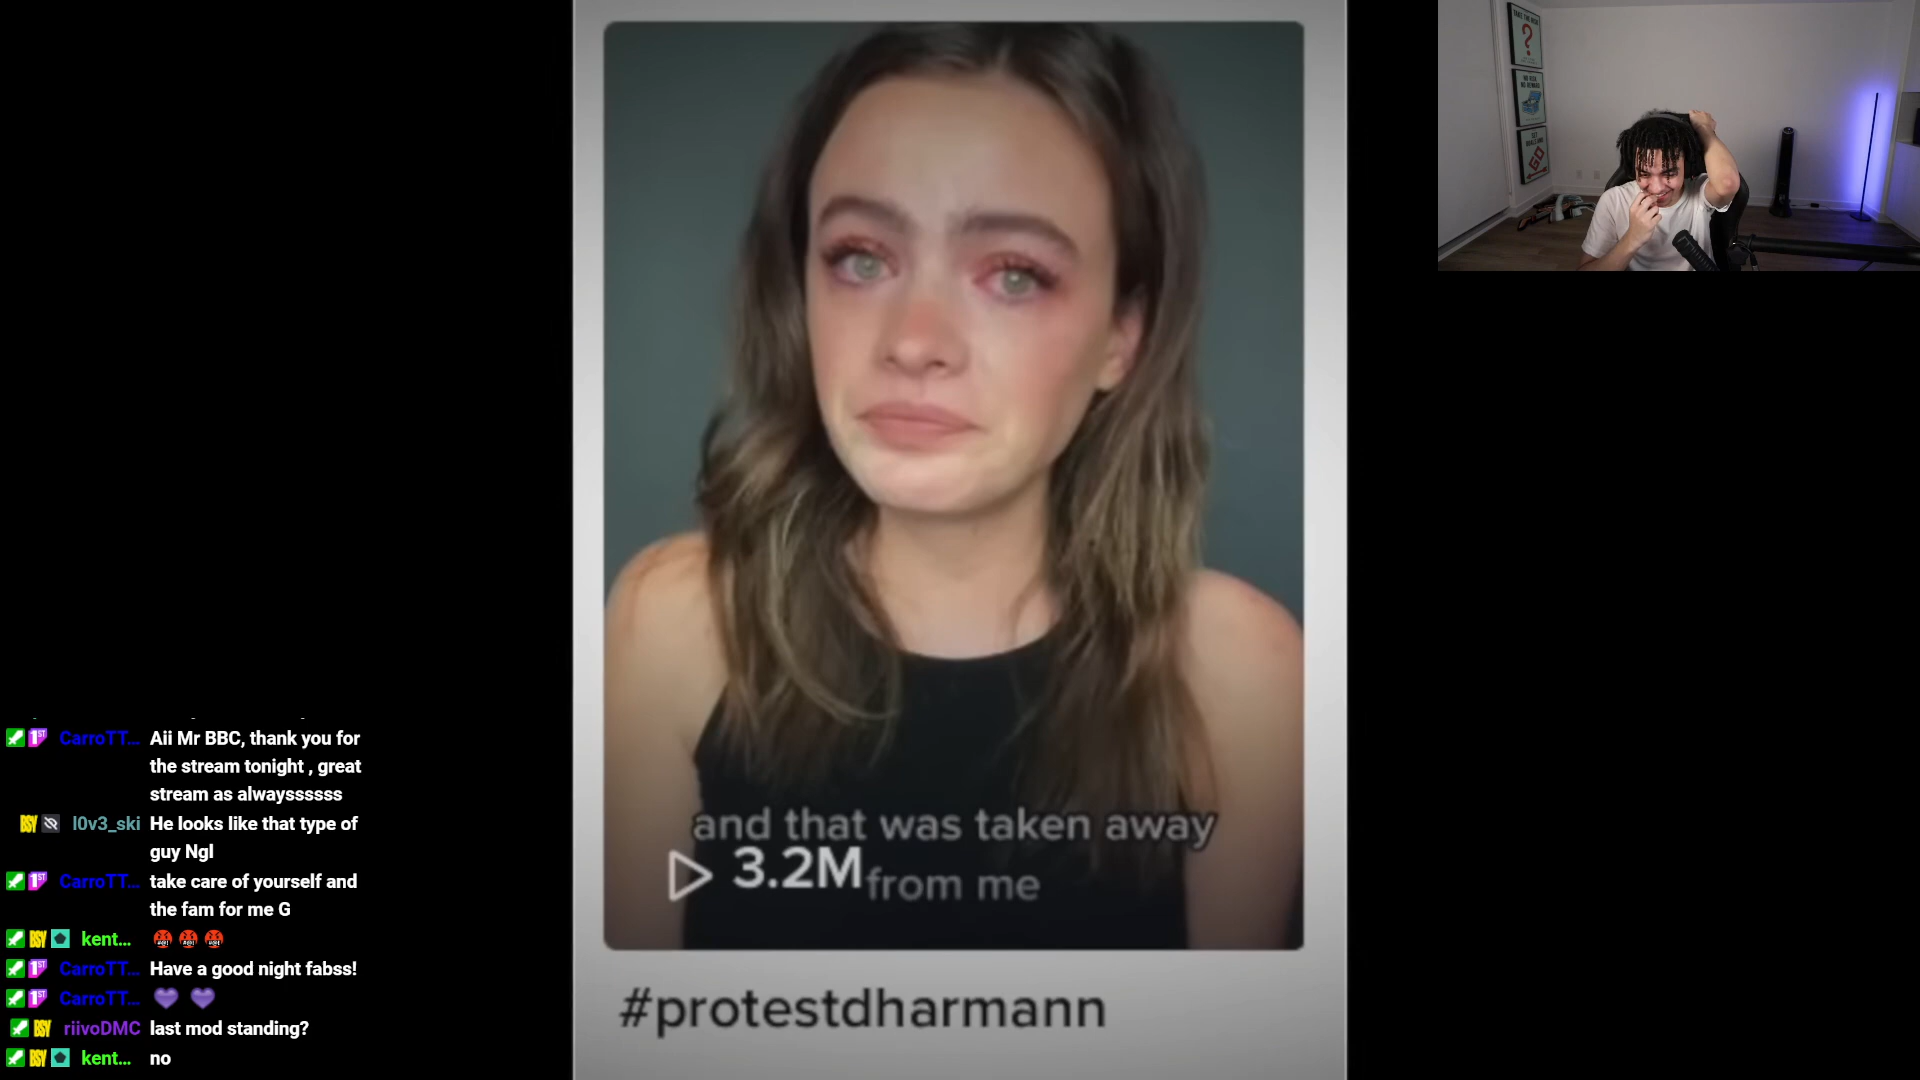 and that was taken away
3.2M from me
#protestdharmann
CarroTT... Aii Mr BBC, thank you for
the stream tonight , great
stream as alwayssssss
l0v3_ski He looks like that type of
guy Ngl
CarroTT... take care of yourself and
the fam for me G
kent...
CarroTT... Have a good night fabss!
CarroTT...
riivoDMC last mod standing?
kent... no